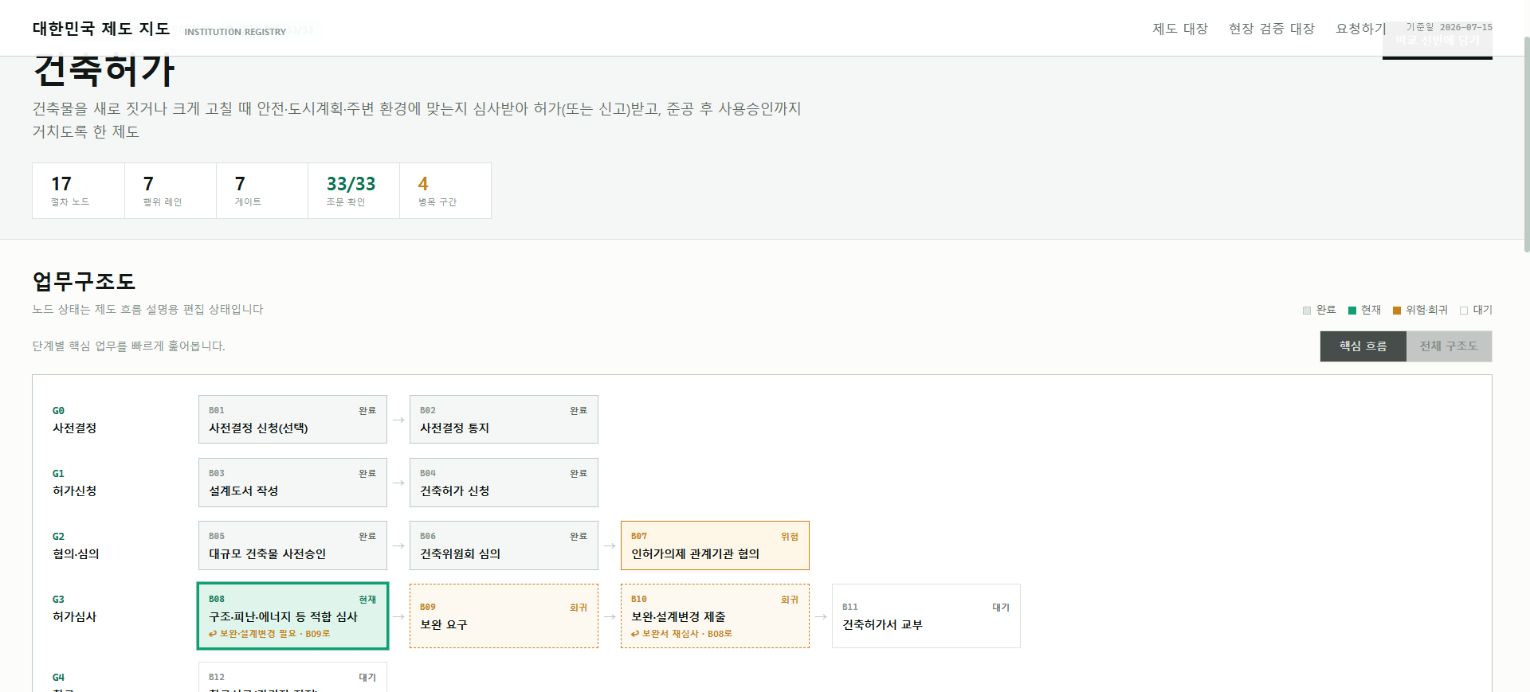 대한민국 제도 지도 INSTITUTION REGISTRY
제도 대장 현장 검증 대장 요청하기 기준일 2026-07-15
건축허가
건축물을 새로 짓거나 크게 고칠 때 안전·도시계획·주변 환경에 맞는지 심사받아 허가(또는 신고)받고, 준공 후 사용승인까지
거치도록 한 제도
17 7 7 33/33 4
절차 노드 행위 레인 게이트 조문 확인 병목 구간
업무구조도
노드 상태는 제도 흐름 설명용 편집 상태입니다
완료 현재 위험·회귀 대기
단계별 핵심 업무를 빠르게 훑어봅니다.
핵심 흐름 전체 구조도
G0
사전결정
B01 완료
사전결정 신청(선택)
→
B02 완료
사전결정 통지
G1
허가신청
B03 완료
설계도서 작성
→
B04 완료
건축허가 신청
G2
협의·심의
B05 완료
대규모 건축물 사전승인
B06 완료
건축위원회 심의
→
B07 위험
인허가의제 관계기관 협의
G3
허가심사
B08 현재
구조·피난·에너지 등 적합 심사
↩ 보완·설계변경 필요 · B09로
→
B09 회귀
보완 요구
→
B10 회귀
보완·설계변경 제출
↩ 보완서 재심사 · B08로
→
B11 대기
건축허가서 교부
G4
B12 대기